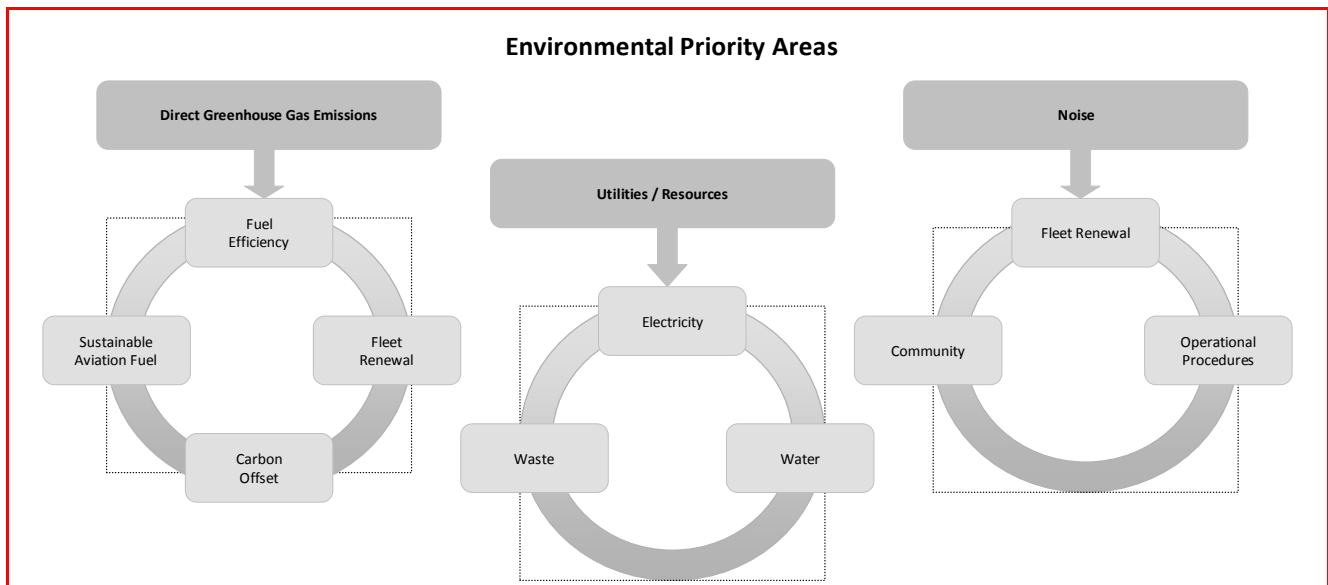 Environmental Priority Areas
Direct Greenhouse Gas Emissions
Fuel
Efficiency
Sustainable
Aviation Fuel
Fleet
Renewal
Carbon
Offset
Utilities / Resources
Electricity
Waste
Water
Noise
Fleet Renewal
Community
Operational
Procedures